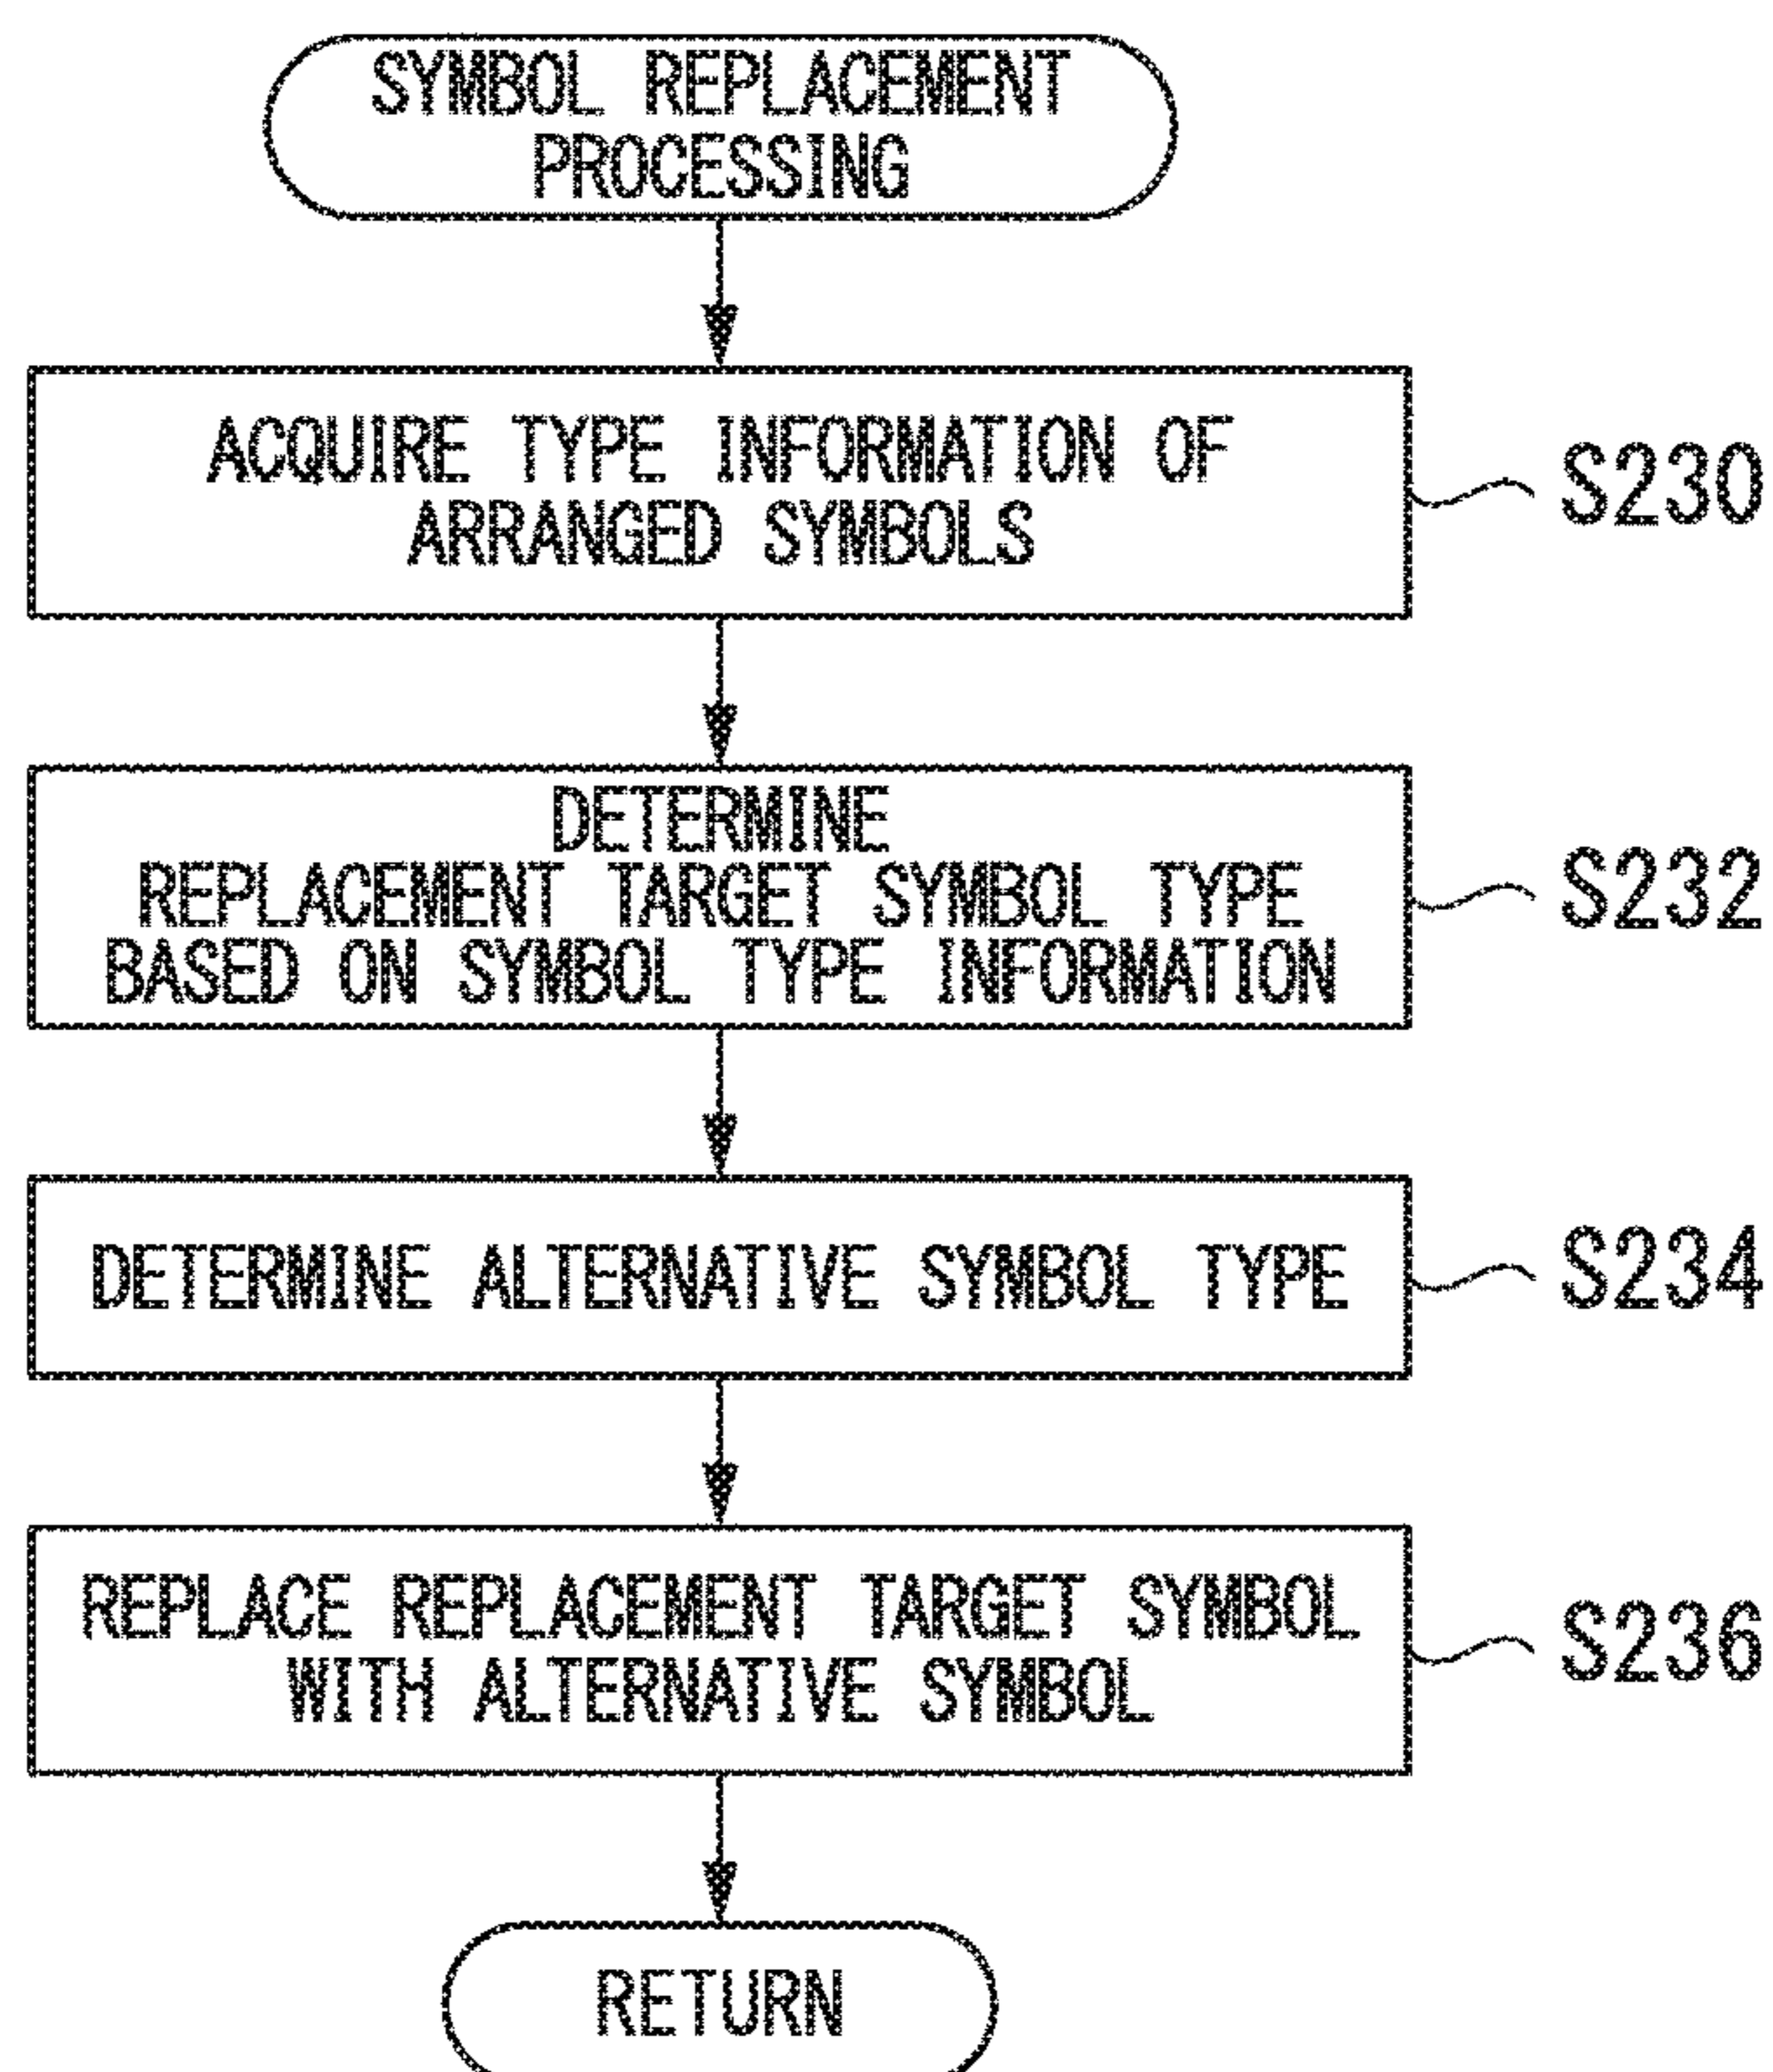 SYMBOL REPLACEMENT
PROCESSING
ACQUIRE TYPE INFORMATION OF
ARRANGED SYMBOLS
S230
DETERMINE
REPLACEMENT TARGET SYMBOL TYPE
BASED ON SYMBOL TYPE INFORMATION
S232
DETERMINE ALTERNATIVE SYMBOL TYPE
S234
REPLACE REPLACEMENT TARGET SYMBOL
WITH ALTERNATIVE SYMBOL
S236
RETURN